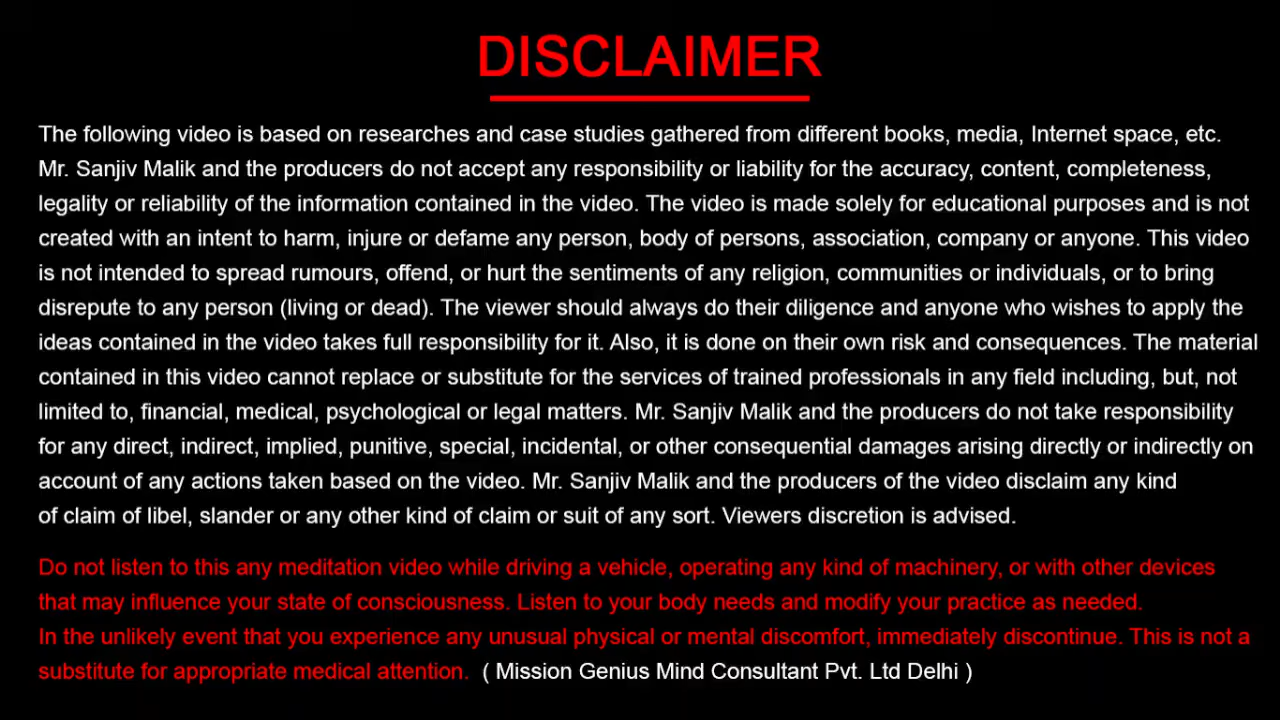 DISCLAIMER
The following video is based on researches and case studies gathered from different books, media, Internet space, etc.
Mr. Sanjiv Malik and the producers do not accept any responsibility or liability for the accuracy, content, completeness,
legality or reliability of the information contained in the video. The video is made solely for educational purposes and is not
created with an intent to harm, injure or defame any person, body of persons, association, company or anyone. This video
is not intended to spread rumours, offend, or hurt the sentiments of any religion, communities or individuals, or to bring
disrepute to any person (living or dead). The viewer should always do their diligence and anyone who wishes to apply the
ideas contained in the video takes full responsibility for it. Also, it is done on their own risk and consequences. The material
contained in this video cannot replace or substitute for the services of trained professionals in any field including, but, not
limited to, financial, medical, psychological or legal matters. Mr. Sanjiv Malik and the producers do not take responsibility
for any direct, indirect, implied, punitive, special, incidental, or other consequential damages arising directly or indirectly on
account of any actions taken based on the video. Mr. Sanjiv Malik and the producers of the video disclaim any kind
of claim of libel, slander or any other kind of claim or suit of any sort. Viewers discretion is advised.
Do not listen to this any meditation video while driving a vehicle, operating any kind of machinery, or with other devices
that may influence your state of consciousness. Listen to your body needs and modify your practice as needed.
In the unlikely event that you experience any unusual physical or mental discomfort, immediately discontinue. This is not a
substitute for appropriate medical attention. ( Mission Genius Mind Consultant Pvt. Ltd Delhi )